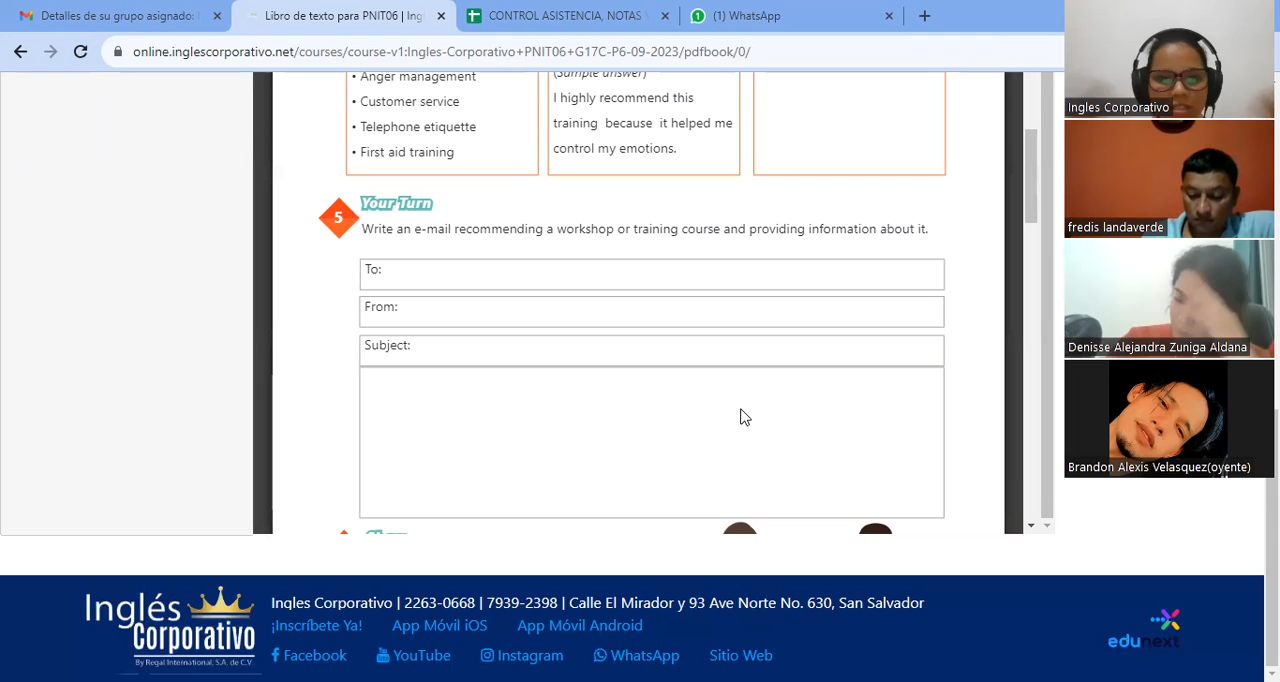 Detalles de su grupo asignado:
Libro de texto para PNIT06 | Ing
CONTROL ASISTENCIA, NOTAS
(1) WhatsApp
online.inglescorporativo.net/courses/course-v1:Ingles-Corporativo+PNIT06+G17C-P6-09-2023/pdfbook/0/
• Anger management
• Customer service
• Telephone etiquette
• First aid training
(Sample answer)
I highly recommend this
training because it helped me
control my emotions.
5
Your Turn
Write an e-mail recommending a workshop or training course and providing information about it.
To:
From:
Subject:
Ingles Corporativo
fredis landaverde
Denisse Alejandra Zuniga Aldana
Brandon Alexis Velasquez(oyente)
Inglés
Corporativo
By Regal International, S.A. de C.V.
Ingles Corporativo | 2263-0668 | 7939-2398 | Calle El Mirador y 93 Ave Norte No. 630, San Salvador
¡Inscríbete Ya! App Móvil iOS App Móvil Android
Facebook YouTube Instagram WhatsApp Sitio Web
edunext